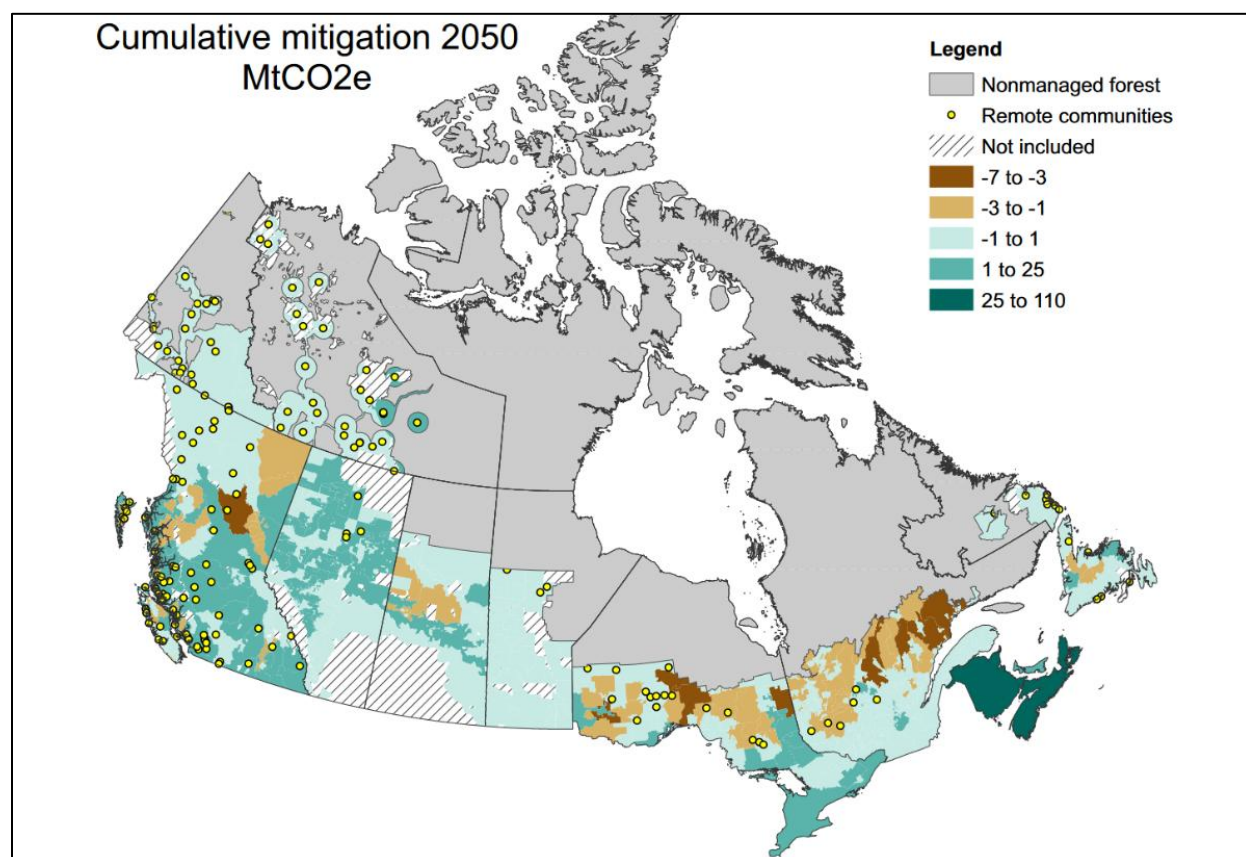 Cumulative mitigation 2050
MtCO2e
Legend
Nonmanaged forest
Remote communities
Not included
-7 to -3
-3 to -1
-1 to 1
1 to 25
25 to 110